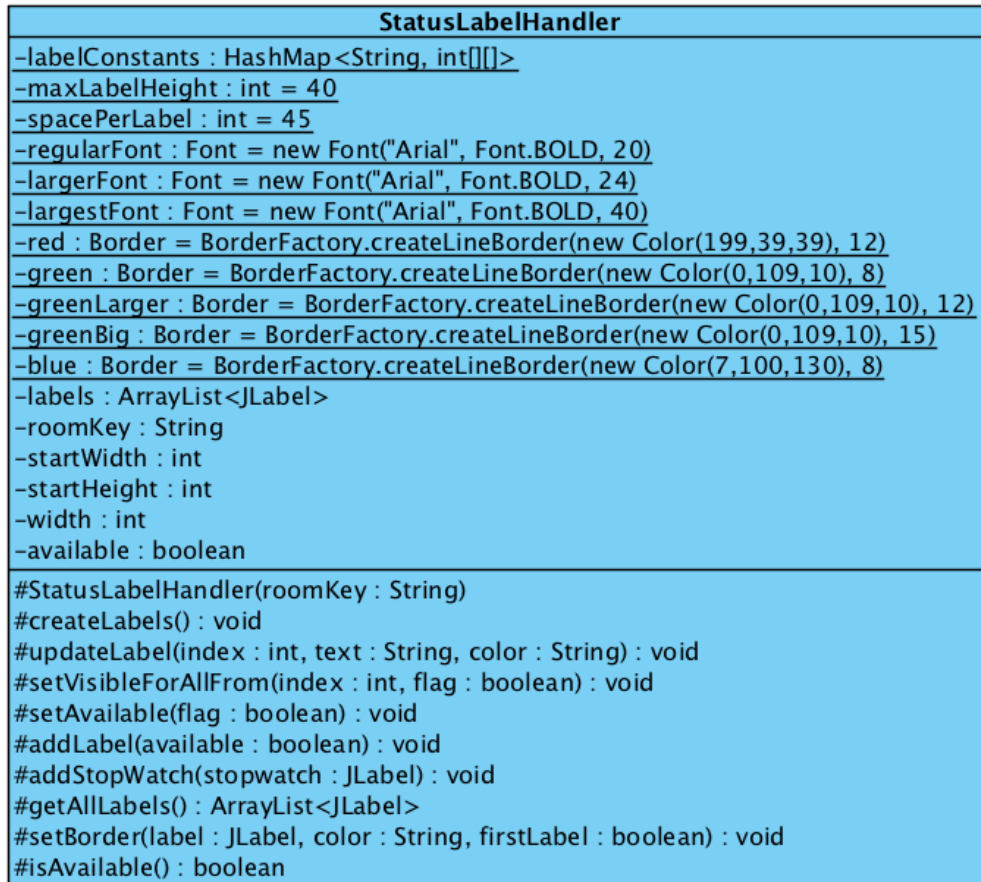 StatusLabelHandler
-labelConstants : HashMap<String, int[][]>
-maxLabelHeight : int = 40
-spacePerLabel : int = 45
-regularFont : Font = new Font("Arial", Font.BOLD, 20)
-largerFont : Font = new Font("Arial", Font.BOLD, 24)
-largestFont : Font = new Font("Arial", Font.BOLD, 40)
-red : Border = BorderFactory.createLineBorder(new Color(199,39,39), 12)
-green : Border = BorderFactory.createLineBorder(new Color(0,109,10), 8)
-greenLarger : Border = BorderFactory.createLineBorder(new Color(0,109,10), 12)
-greenBig : Border = BorderFactory.createLineBorder(new Color(0,109,10), 15)
-blue : Border = BorderFactory.createLineBorder(new Color(7,100,130), 8)
-labels : ArrayList<JLabel>
-roomKey : String
-startWidth : int
-startHeight : int
-width : int
-available : boolean
#StatusLabelHandler(roomKey : String)
#createLabels() : void
#updateLabel(index : int, text : String, color : String) : void
#setVisibleForAllFrom(index : int, flag : boolean) : void
#setAvailable(flag : boolean) : void
#addLabel(available : boolean) : void
#addStopWatch(stopwatch : JLabel) : void
#getAllLabels() : ArrayList<JLabel>
#setBorder(label : JLabel, color : String, firstLabel : boolean) : void
#isAvailable() : boolean